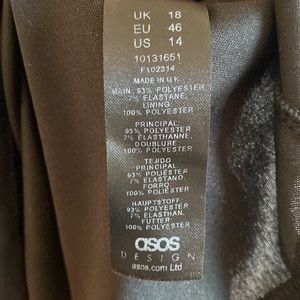 UK 18
EU 46
US 14
10131651
F102314
MADE IN U.K.
MAIN: 93% POLYESTER
7% ELASTANE.
LINING:
100% POLYESTER
PRINCIPAL:
93% POLYESTER
7% ELASTHANNE.
DOUBLURE:
100% POLYESTER
TEJIDO
PRINCIPAL:
93% POLIÉSTER
7% ELASTANO
FORRO:
100% POLIÉSTER
HAUPTSTOFF:
93% POLYESTER
7% ELASTHAN.
FUTTER:
100% POLYESTER
asos
DESIGN
asos.com Ltd